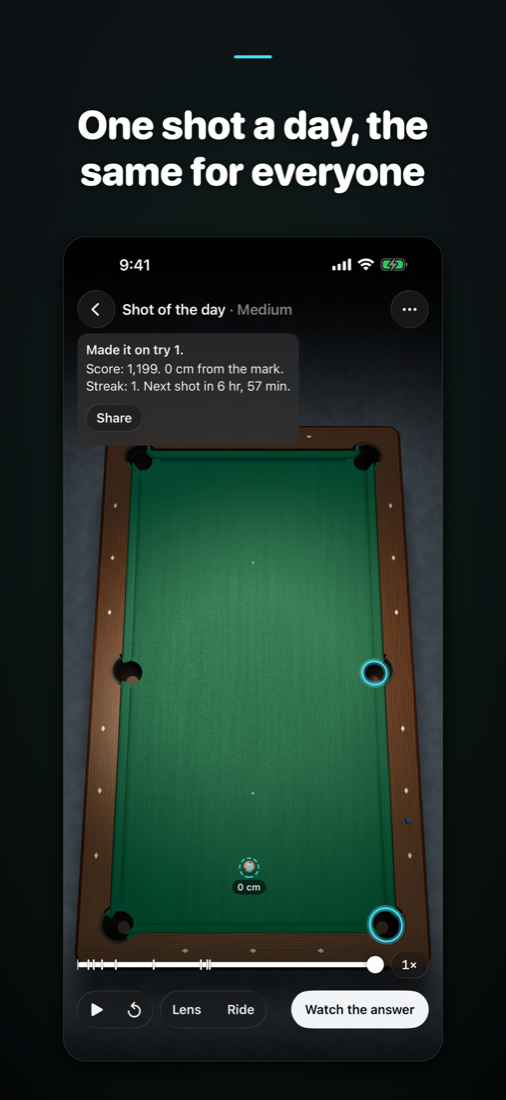 One shot a day, the
same for everyone
9:41
Shot of the day · Medium
Made it on try 1.
Score: 1,199. 0 cm from the mark.
Streak: 1. Next shot in 6 hr, 57 min.
Share
0 cm
1×
Lens
Ride
Watch the answer